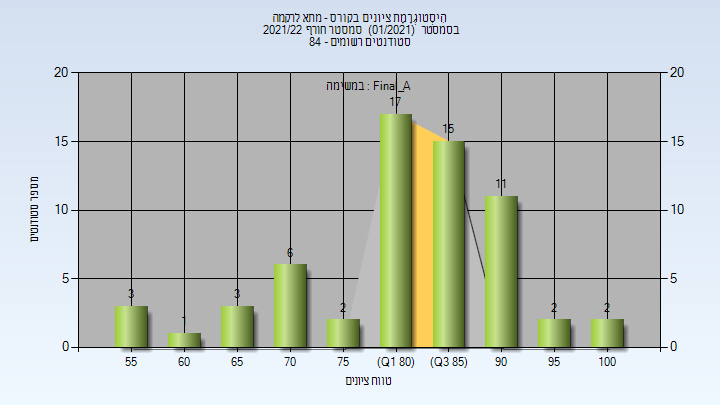 היסטוגרמת ציונים בקורס - מתא לרקמה
בסמסטר (01/2021) סמסטר חורף 2021/22
סטודנטים רשומים - 84
במשימה : Final_A
מספר סטודנטים
20 20
15 15
10 10
5 5
0 0
3 1 3 6 2 17 15 11 2 2
55 60 65 70 75 (Q1 80) (Q3 85) 90 95 100
טווח ציונים